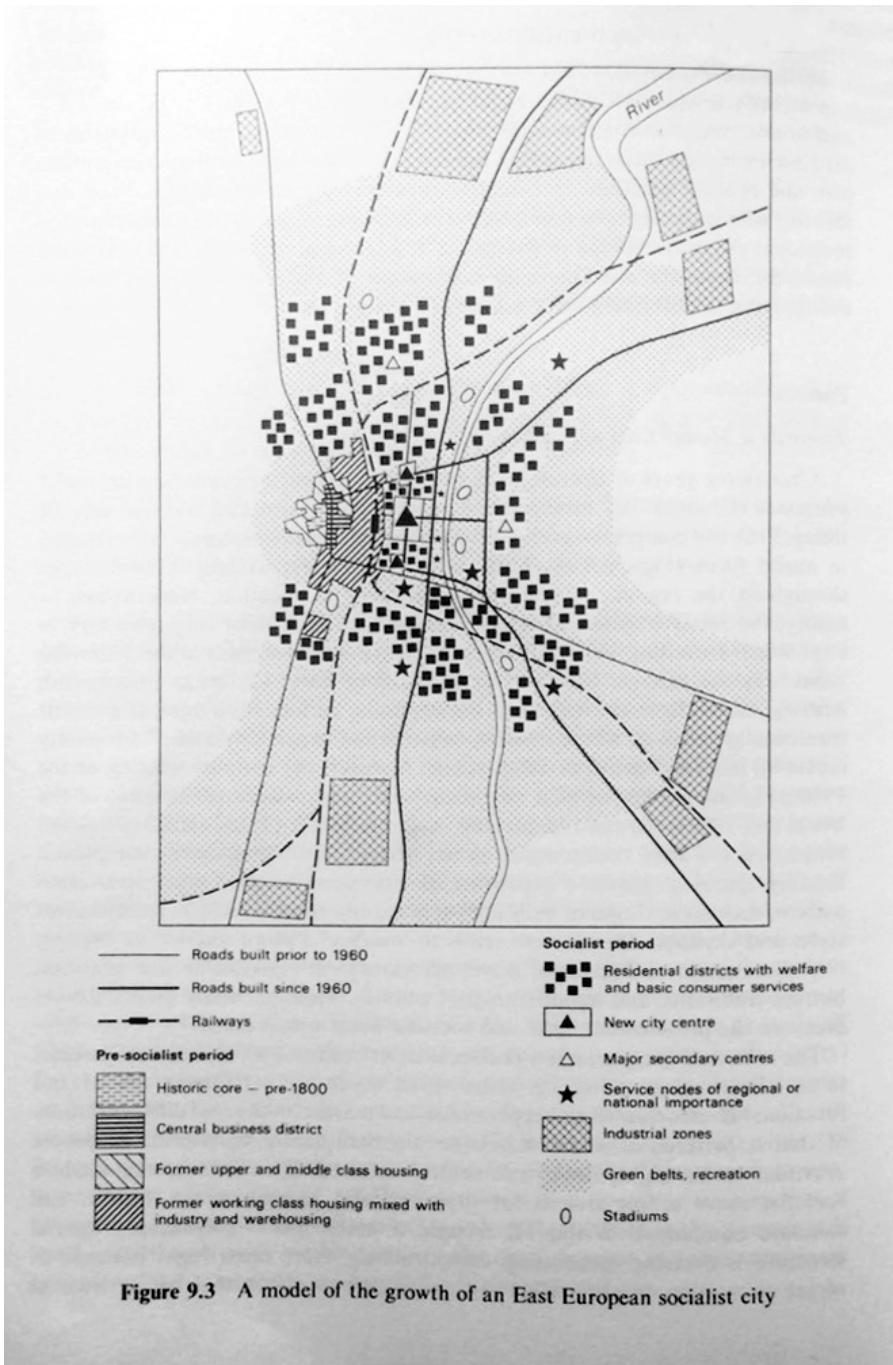 River
Roads built prior to 1960
Roads built since 1960
Railways
Pre-socialist period
Historic core – pre-1800
Central business district
Former upper and middle class housing
Former working class housing mixed with
industry and warehousing
Socialist period
Residential districts with welfare
and basic consumer services
New city centre
Major secondary centres
Service nodes of regional or
national importance
Industrial zones
Green belts, recreation
Stadiums
Figure 9.3 A model of the growth of an East European socialist city